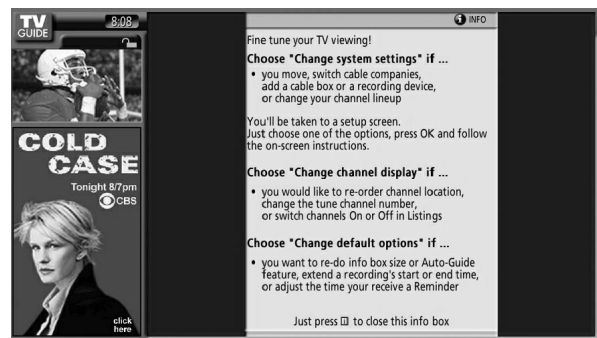 TV
GUIDE
8:08
INFO
Fine tune your TV viewing!
Choose "Change system settings" if ...
• you move, switch cable companies,
add a cable box or a recording device,
or change your channel lineup
You'll be taken to a setup screen.
Just choose one of the options, press OK and follow
the on-screen instructions.
Choose "Change channel display" if ...
• you would like to re-order channel location,
change the tune channel number,
or switch channels On or Off in Listings
Choose "Change default options" if ...
• you want to re-do info box size or Auto-Guide
feature, extend a recording's start or end time,
or adjust the time your receive a Reminder
Just press i to close this info box
COLD
CASE
Tonight 8/7pm
CBS
click
here